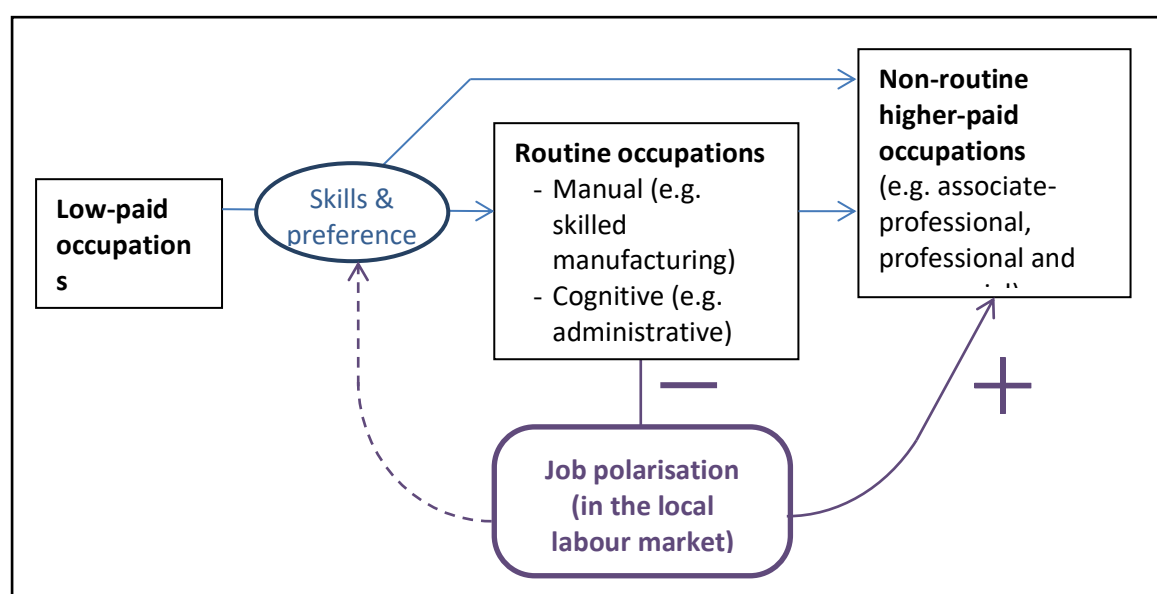 Non-routine
higher-paid
occupations
(e.g. associate-
professional,
professional and
Routine occupations
- Manual (e.g.
skilled
manufacturing)
- Cognitive (e.g.
administrative)
Skills &
preference
Low-paid
occupation
s
Job polarisation
(in the local
labour market)